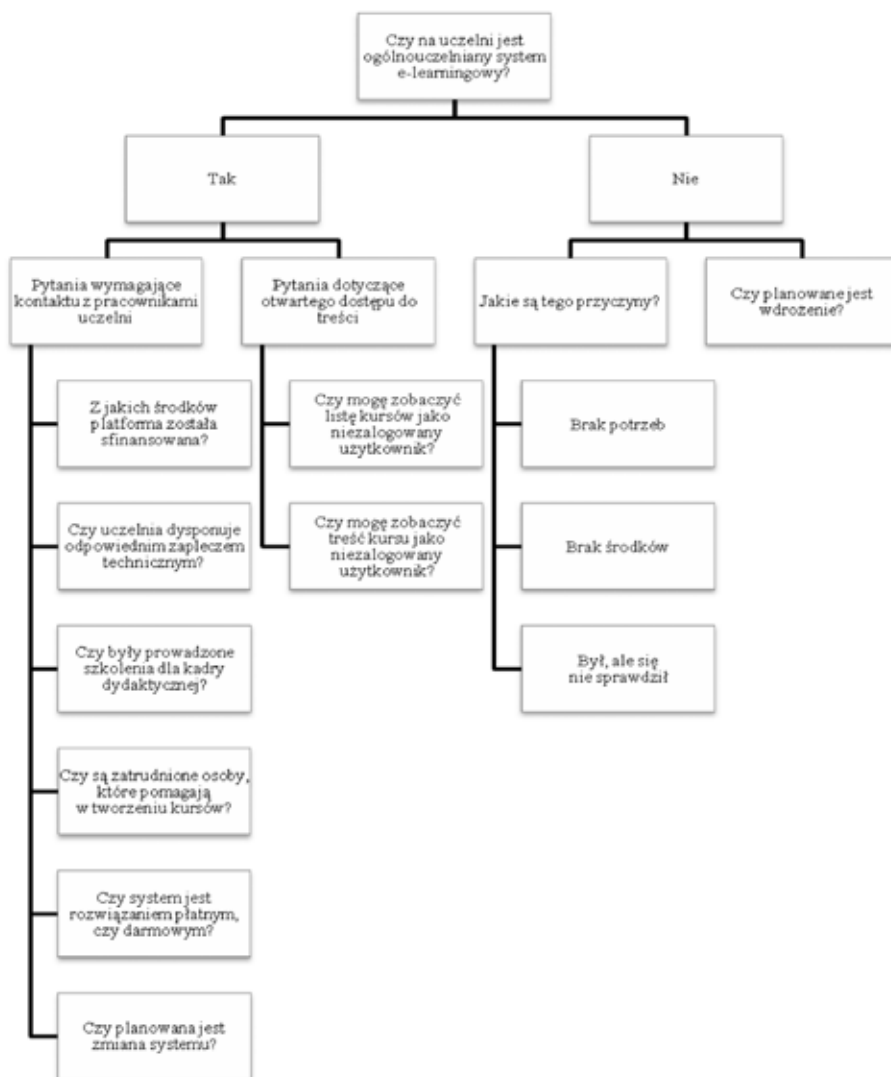 Czy na uczelni jest
ogólnouczelniany system
e-learningowy?
Tak
Nie
Pytania wymagające
kontaktu z pracownikami
uczelni
Pytania dotyczące
otwartego dostępu do
treści
Jakie są tego przyczyny?
Czy planowane jest
wdrożenie?
Z jakich środków
platforma została
sfinansowana?
Czy uczelnia dysponuje
odpowiednim zapleczem
technicznym?
Czy były prowadzone
szkolenia dla kadry
dydaktycznej?
Czy są zatrudnione osoby,
które pomagają
w tworzeniu kursów?
Czy system jest
rozwiązaniem płatnym,
czy darmowym?
Czy planowana jest
zmiana systemu?
Czy mogę zobaczyć
listę kursów jako
niezalogowany
użytkownik?
Czy mogę zobaczyć
treść kursu jako
niezalogowany
użytkownik?
Brak potrzeb
Brak środków
Był, ale się
nie sprawdził